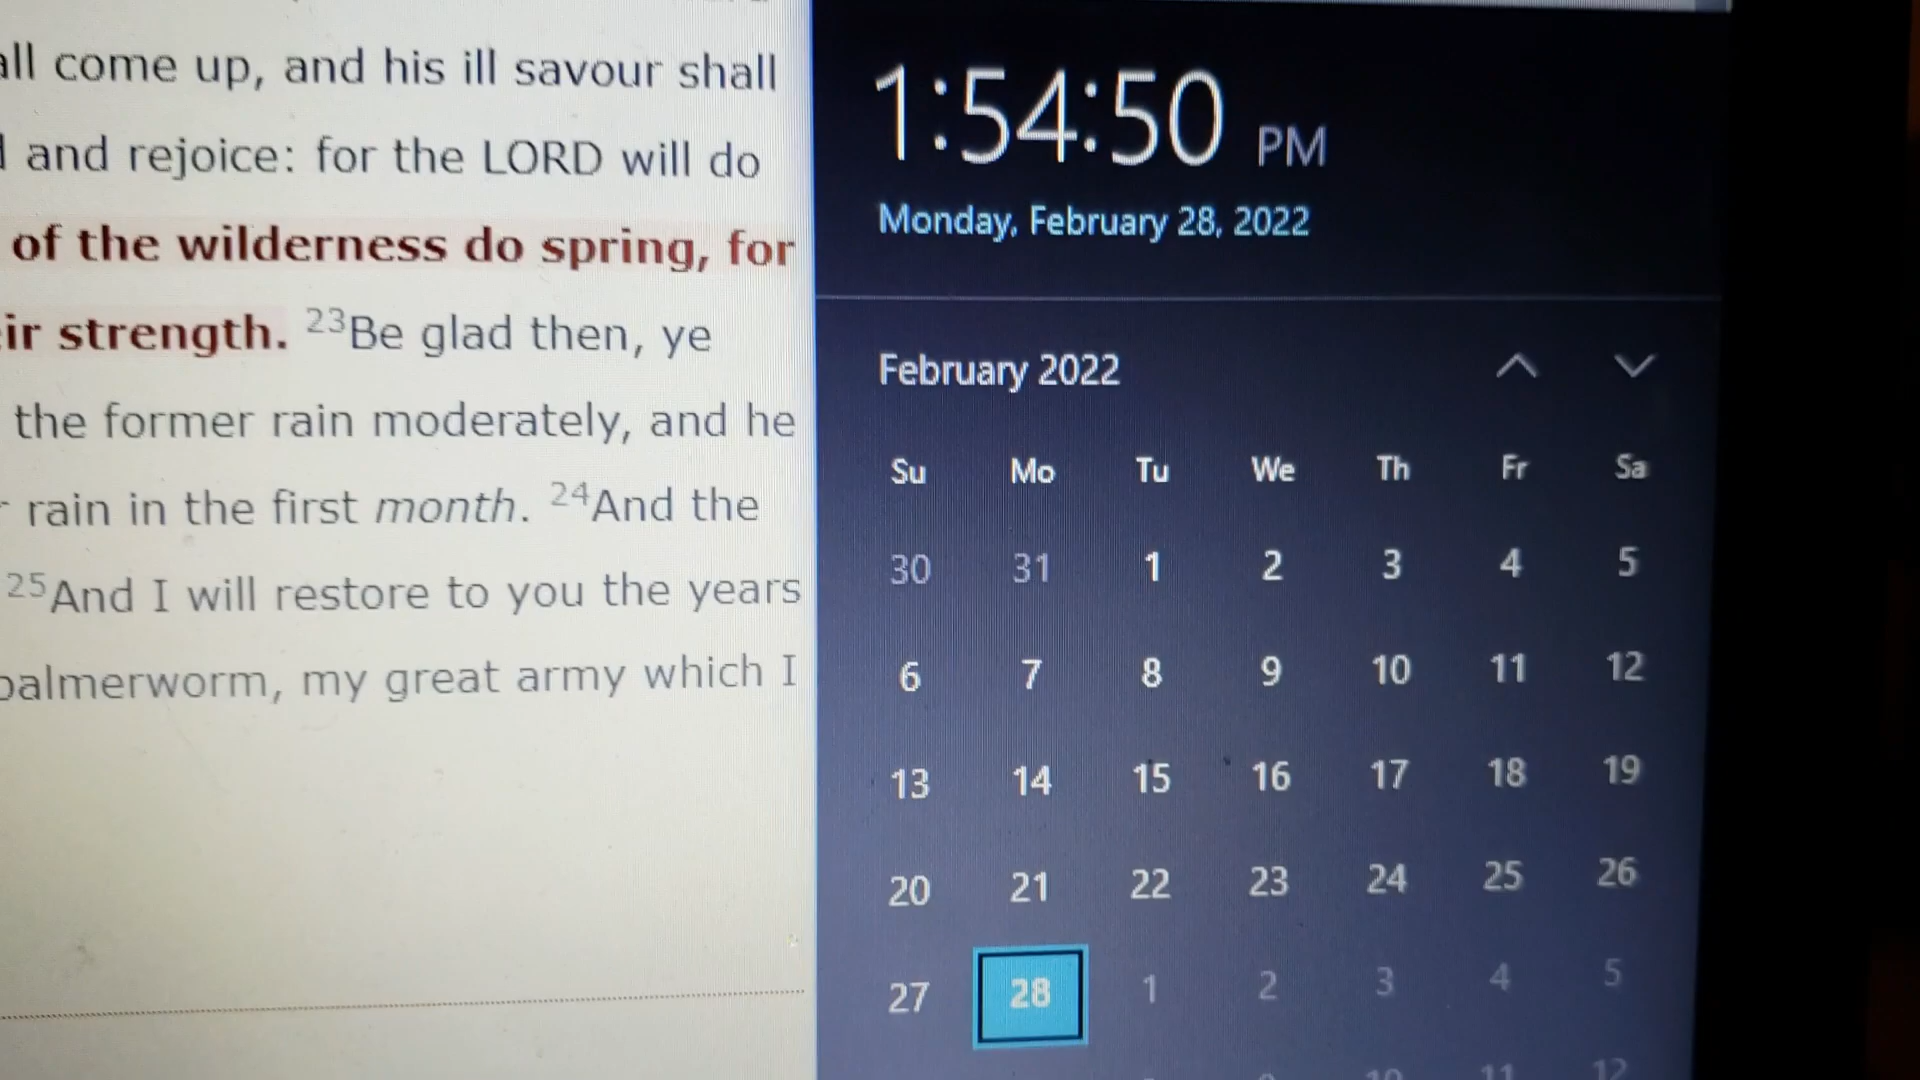 all come up, and his ill savour shall
and rejoice: for the LORD will do
of the wilderness do spring, for
strength. 23Be glad then, ye
the former rain moderately, and he
rain in the first month. 24And the
25And I will restore to you the years
palmerworm, my great army which I
1:54:50 PM
Monday, February 28, 2022
February 2022
Su Mo Tu We Th Fr Sa
30 31 1 2 3 4 5
6 7 8 9 10 11 12
13 14 15 16 17 18 19
20 21 22 23 24 25 26
27 28 1 2 3 4 5
10 11 12